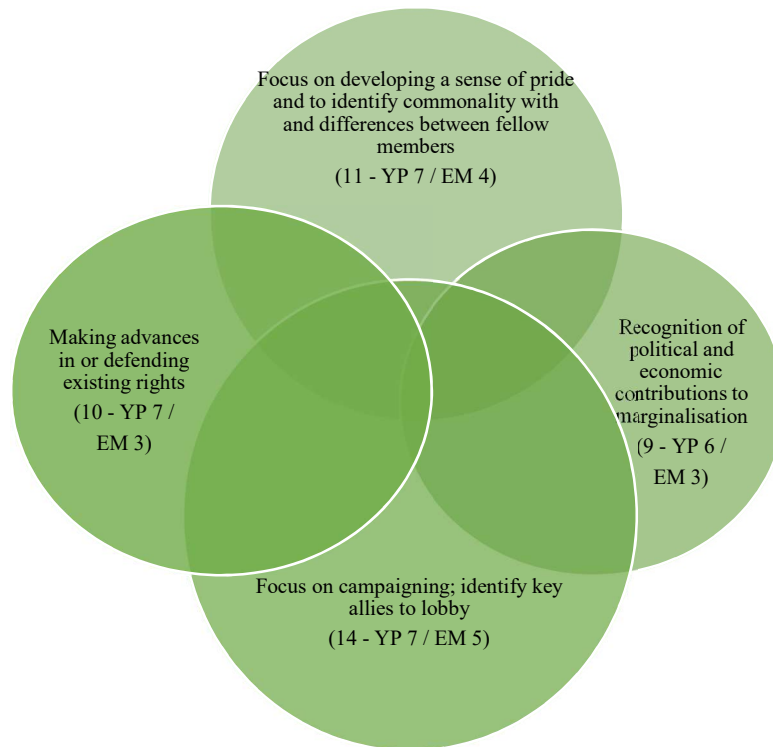 Focus on developing a sense of pride
and to identify commonality with
and differences between fellow
members
(11 - YP 7 / EM 4)
Making advances
in or defending
existing rights
(10 - YP 7 /
EM 3)
Recognition of
political and
economic
contributions to
marginalisation
(9 - YP 6 /
EM 3)
Focus on campaigning; identify key
allies to lobby
(14 - YP 7 / EM 5)